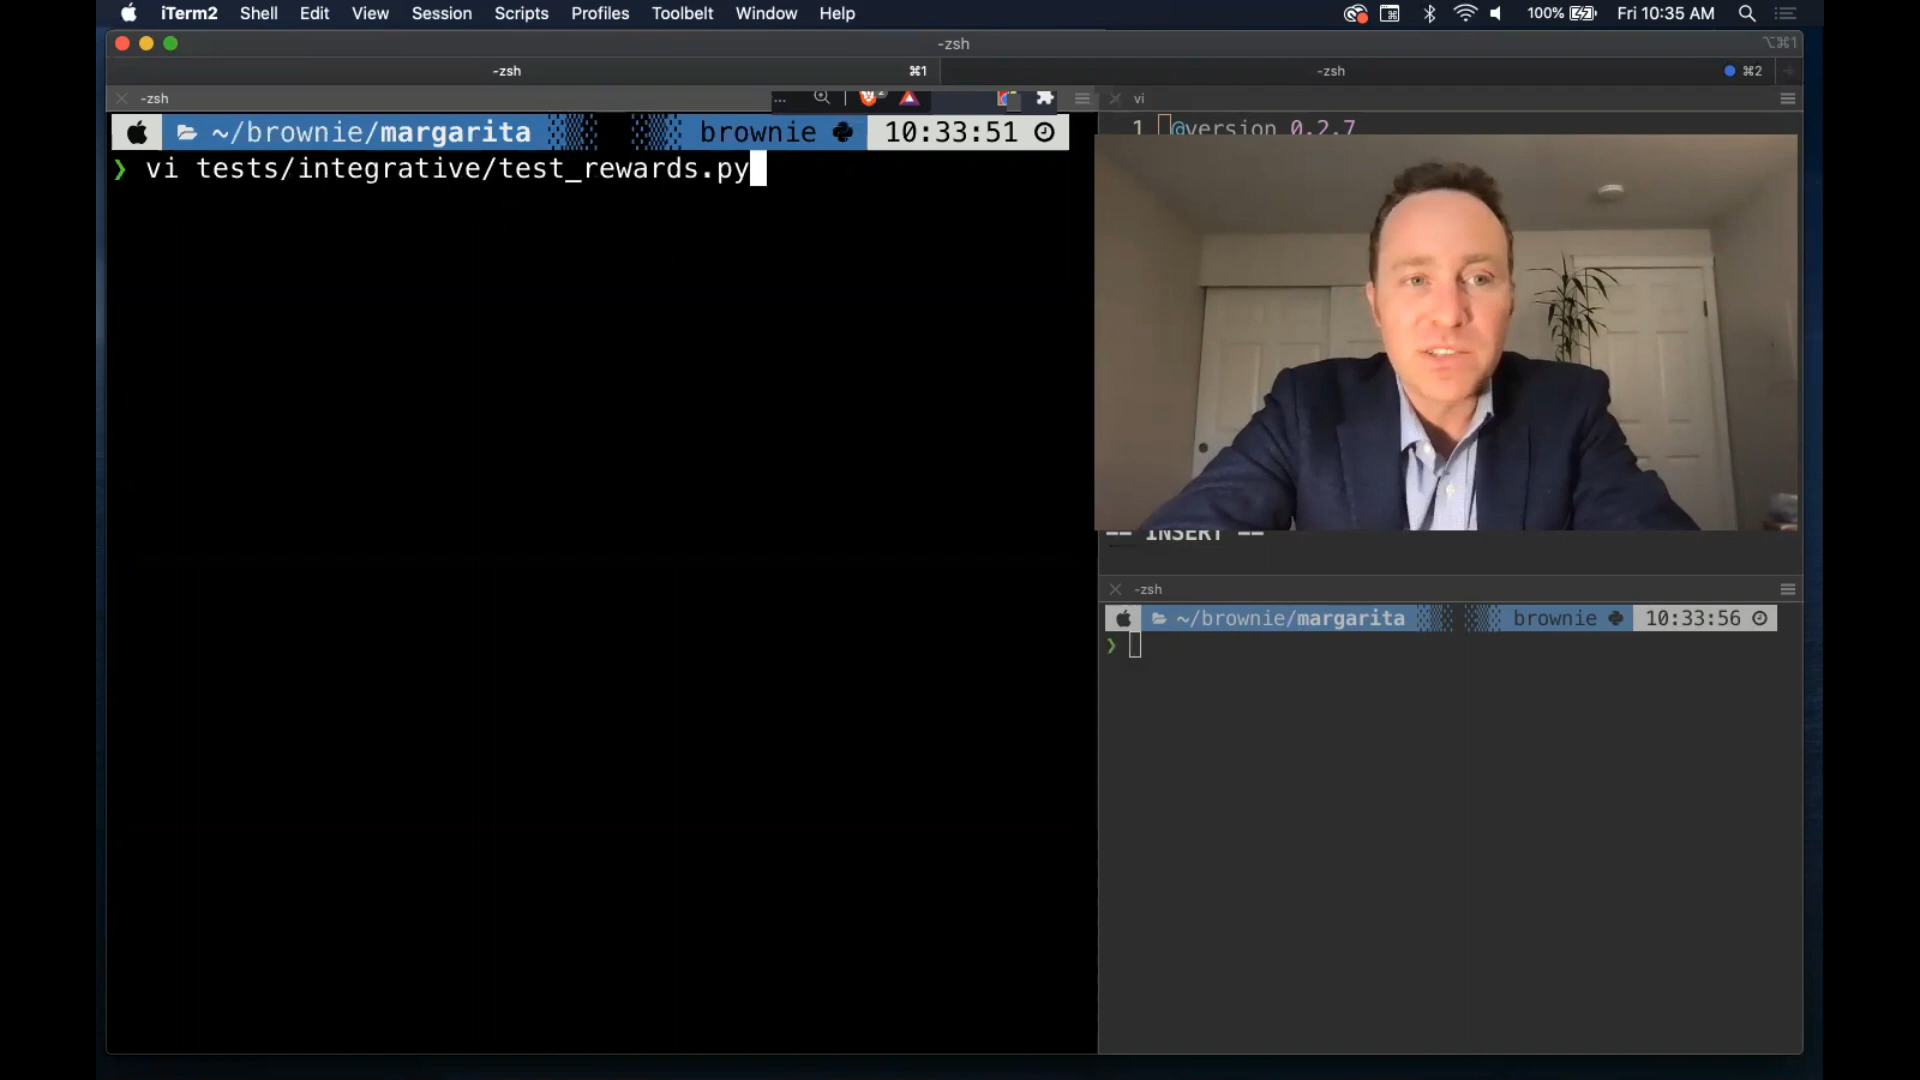 iTerm2 Shell Edit View Session Scripts Profiles Toolbelt Window Help 100% Fri 10:35 AM
-zsh ⌥⌘1
-zsh ⌘1 -zsh ⌘2
-zsh
~/brownie/margarita brownie 10:33:51
❯ vi tests/integrative/test_rewards.py
vi
1 @version 0.2.7
-- INSERT --
-zsh
~/brownie/margarita brownie 10:33:56
❯